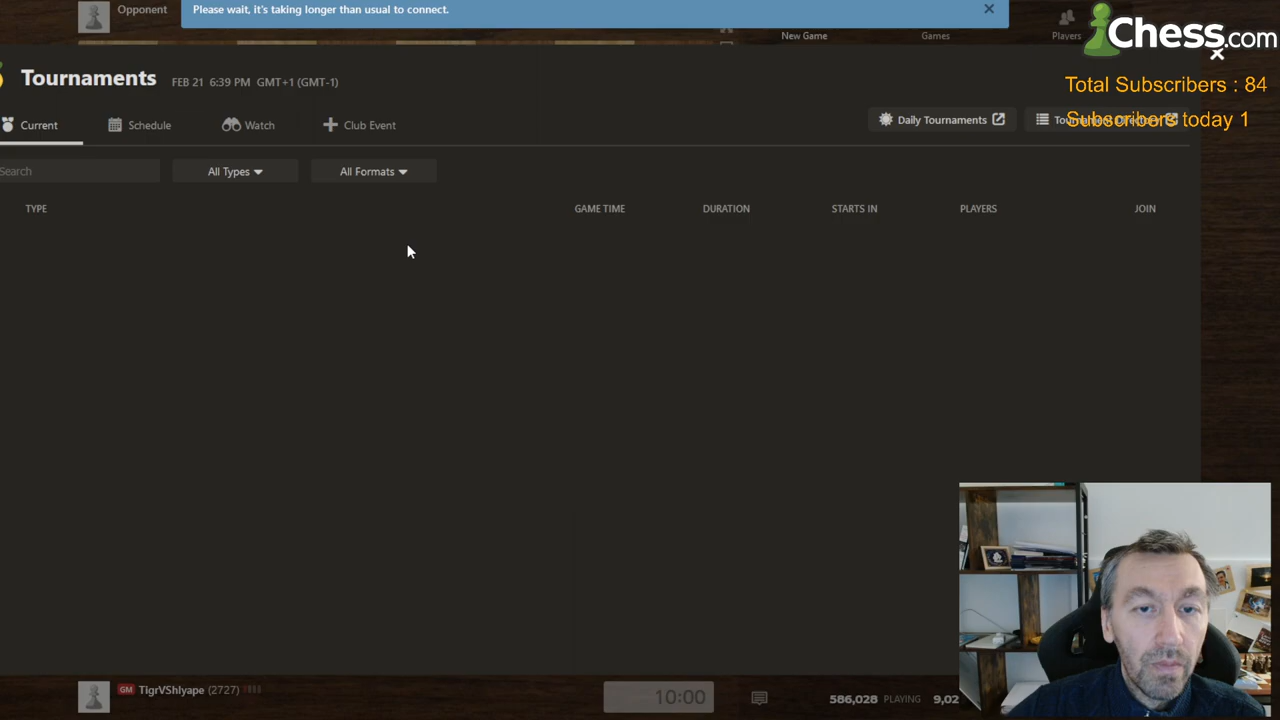 Opponent
Please wait, it's taking longer than usual to connect.
New Game
Games
Players
Chess.com
Total Subscribers : 84
Subscribers today 1
Tournaments
FEB 21 6:39 PM GMT+1 (GMT-1)
Current
Schedule
Watch
Club Event
Daily Tournaments
Search
All Types
All Formats
TYPE
GAME TIME
DURATION
STARTS IN
PLAYERS
JOIN
GM TIgrVShlyape (2727)
10:00
586,028 PLAYING 9,02